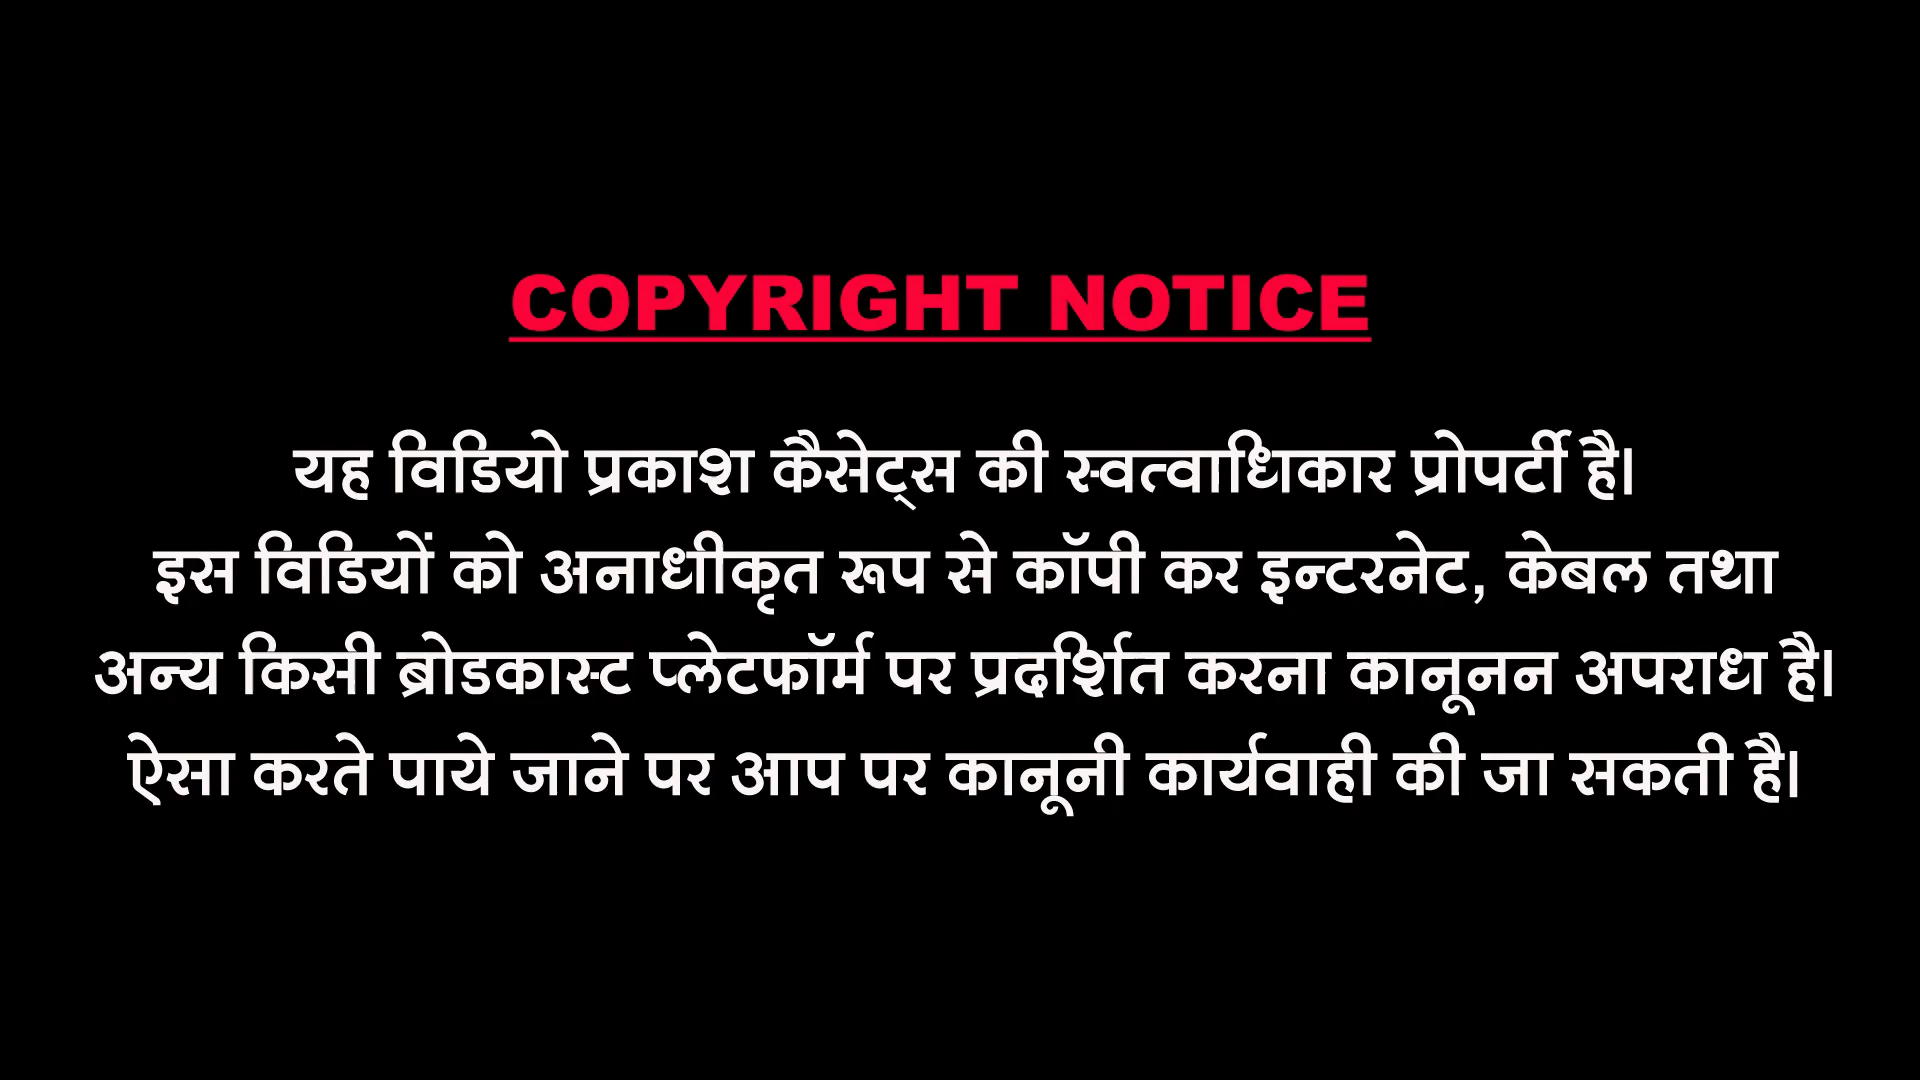 COPYRIGHT NOTICE
यह विडियो प्रकाश कैसेट्स की स्वत्वाधिकार प्रोपर्टी है।
इस विडियों को अनाधीकृत रूप से कॉपी कर इन्टरनेट, केबल तथा
अन्य किसी ब्रोडकास्ट प्लेटफॉर्म पर प्रदर्शित करना कानूनन अपराध है।
ऐसा करते पाये जाने पर आप पर कानूनी कार्यवाही की जा सकती है।